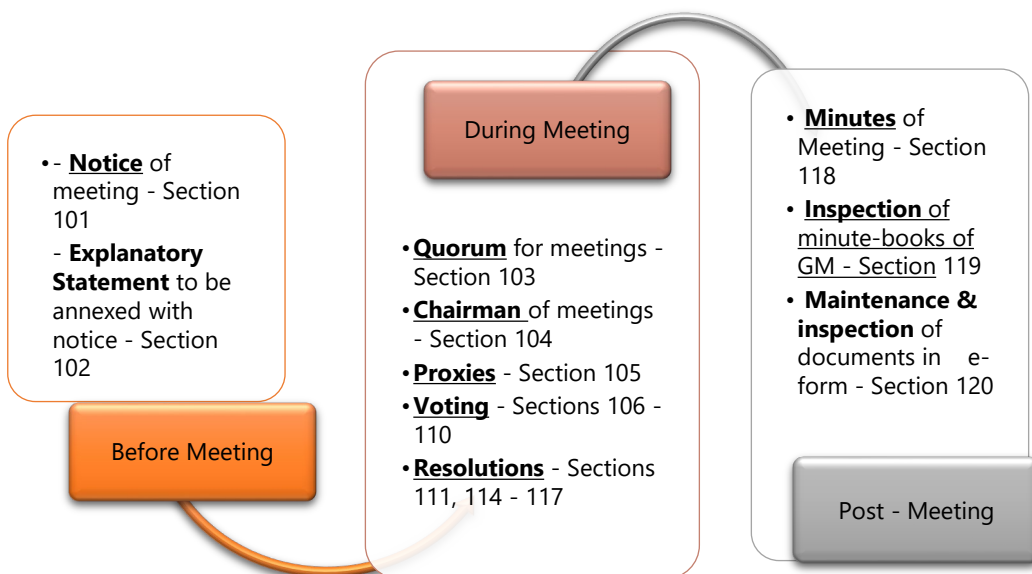 • - Notice of
meeting - Section
101
- Explanatory
Statement to be
annexed with
notice - Section
102
Before Meeting
During Meeting
• Quorum for meetings -
Section 103
• Chairman of meetings
- Section 104
• Proxies - Section 105
• Voting - Sections 106 -
110
• Resolutions - Sections
111, 114 - 117
• Minutes of
Meeting - Section
118
• Inspection of
minute-books of
GM - Section 119
• Maintenance &
inspection of
documents in e-
form - Section 120
Post - Meeting